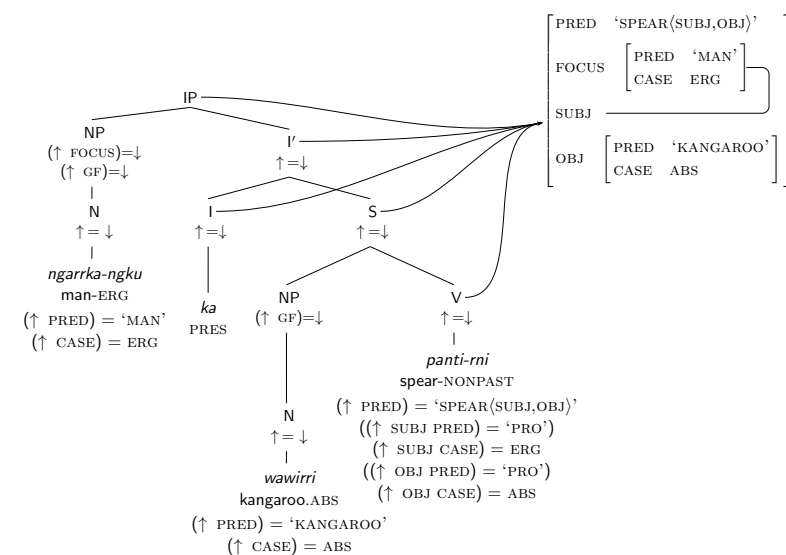 PRED ‘SPEAR⟨SUBJ,OBJ⟩’
FOCUS PRED ‘MAN’
CASE ERG
SUBJ
OBJ PRED ‘KANGAROO’
CASE ABS
IP
NP
(↑ FOCUS)=↓
(↑ GF)=↓
I′
↑=↓
N
↑=↓
I
↑=↓
S
↑=↓
ngarrka-ngku
man-ERG
(↑ PRED) = ‘MAN’
(↑ CASE) = ERG
ka
PRES
NP
(↑ GF)=↓
V
↑=↓
panti-rni
spear-NONPAST
(↑ PRED) = ‘SPEAR⟨SUBJ,OBJ⟩’
((↑ SUBJ PRED) = ‘PRO’)
(↑ SUBJ CASE) = ERG
((↑ OBJ PRED) = ‘PRO’)
(↑ OBJ CASE) = ABS
N
↑=↓
wawirri
kangaroo.ABS
(↑ PRED) = ‘KANGAROO’
(↑ CASE) = ABS